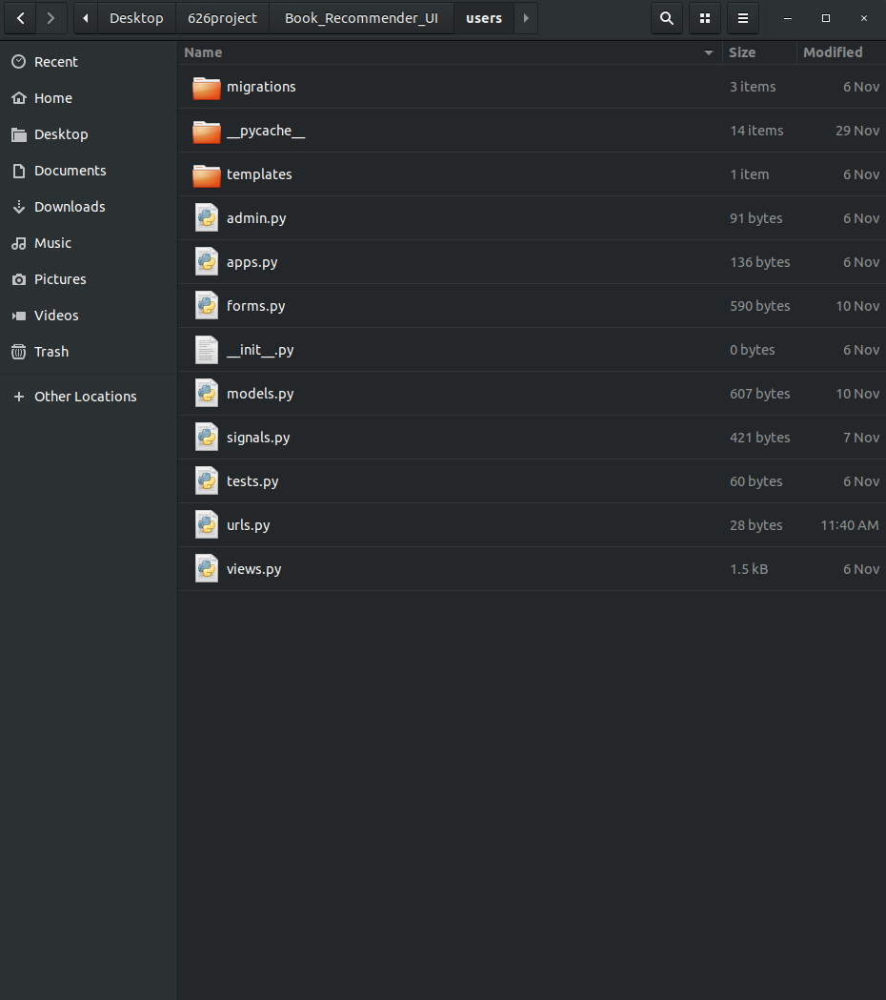 Desktop 626project Book_Recommender_UI users
Name Size Modified
Recent
Home
Desktop
Documents
Downloads
Music
Pictures
Videos
Trash
Other Locations
migrations 3 items 6 Nov
__pycache__ 14 items 29 Nov
templates 1 item 6 Nov
admin.py 91 bytes 6 Nov
apps.py 136 bytes 6 Nov
forms.py 590 bytes 10 Nov
__init__.py 0 bytes 6 Nov
models.py 607 bytes 10 Nov
signals.py 421 bytes 7 Nov
tests.py 60 bytes 6 Nov
urls.py 28 bytes 11:40 AM
views.py 1.5 kB 6 Nov